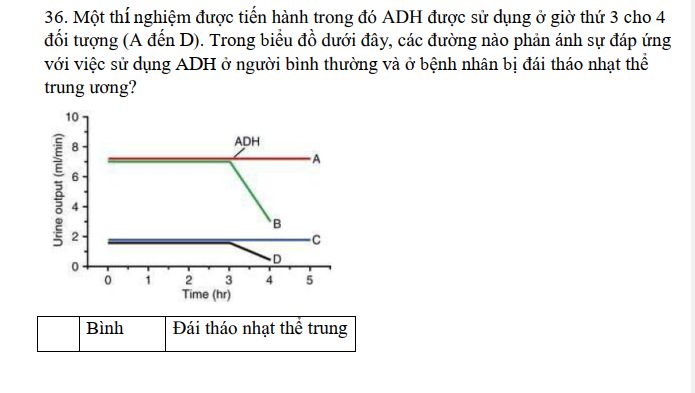 36. Một thí nghiệm được tiến hành trong đó ADH được sử dụng ở giờ thứ 3 cho 4
đối tượng (A đến D). Trong biểu đồ dưới đây, các đường nào phản ánh sự đáp ứng
với việc sử dụng ADH ở người bình thường và ở bệnh nhân bị đái tháo nhạt thể
trung ương?
10
ADH
8
A
6
Urine output (ml/min)
4
B
2
C
D
0
0 1 2 3 4 5
Time (hr)
Bình Đái tháo nhạt thể trung